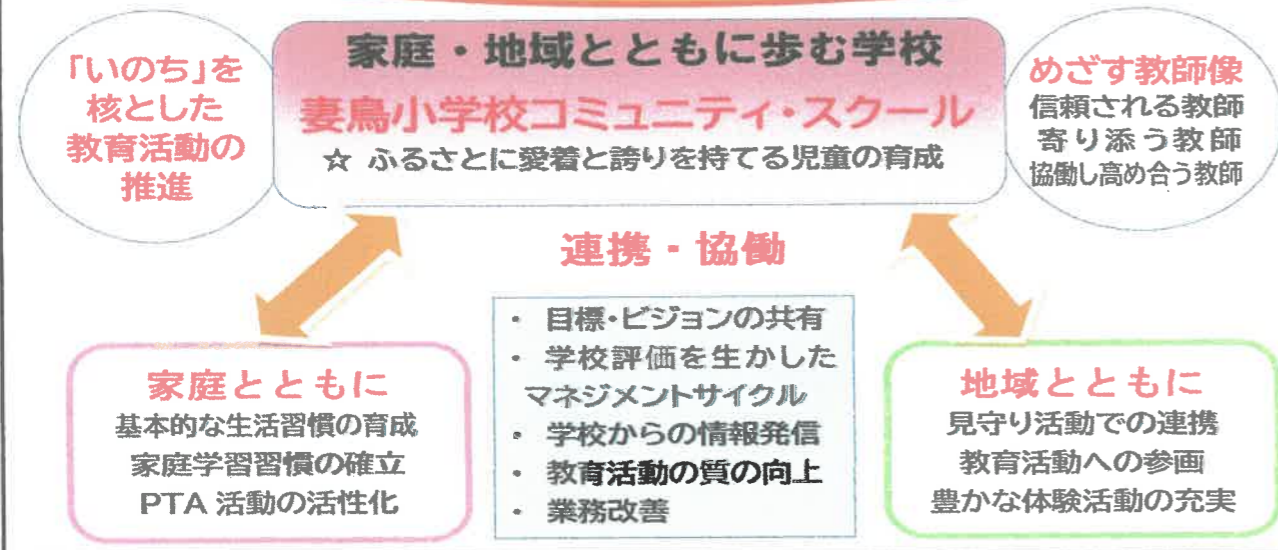 「いのち」を
核とした
教育活動の
推進
家庭・地域とともに歩む学校
妻鳥小学校コミュニティ・スクール
☆ ふるさとに愛着と誇りを持てる児童の育成
めざす教師像
信頼される教師
寄り添う教師
協働し高め合う教師
連携・協働
家庭とともに
基本的な生活習慣の育成
家庭学習習慣の確立
PTA 活動の活性化
・ 目標・ビジョンの共有
・ 学校評価を生かした
マネジメントサイクル
・ 学校からの情報発信
・ 教育活動の質の向上
・ 業務改善
地域とともに
見守り活動での連携
教育活動への参画
豊かな体験活動の充実